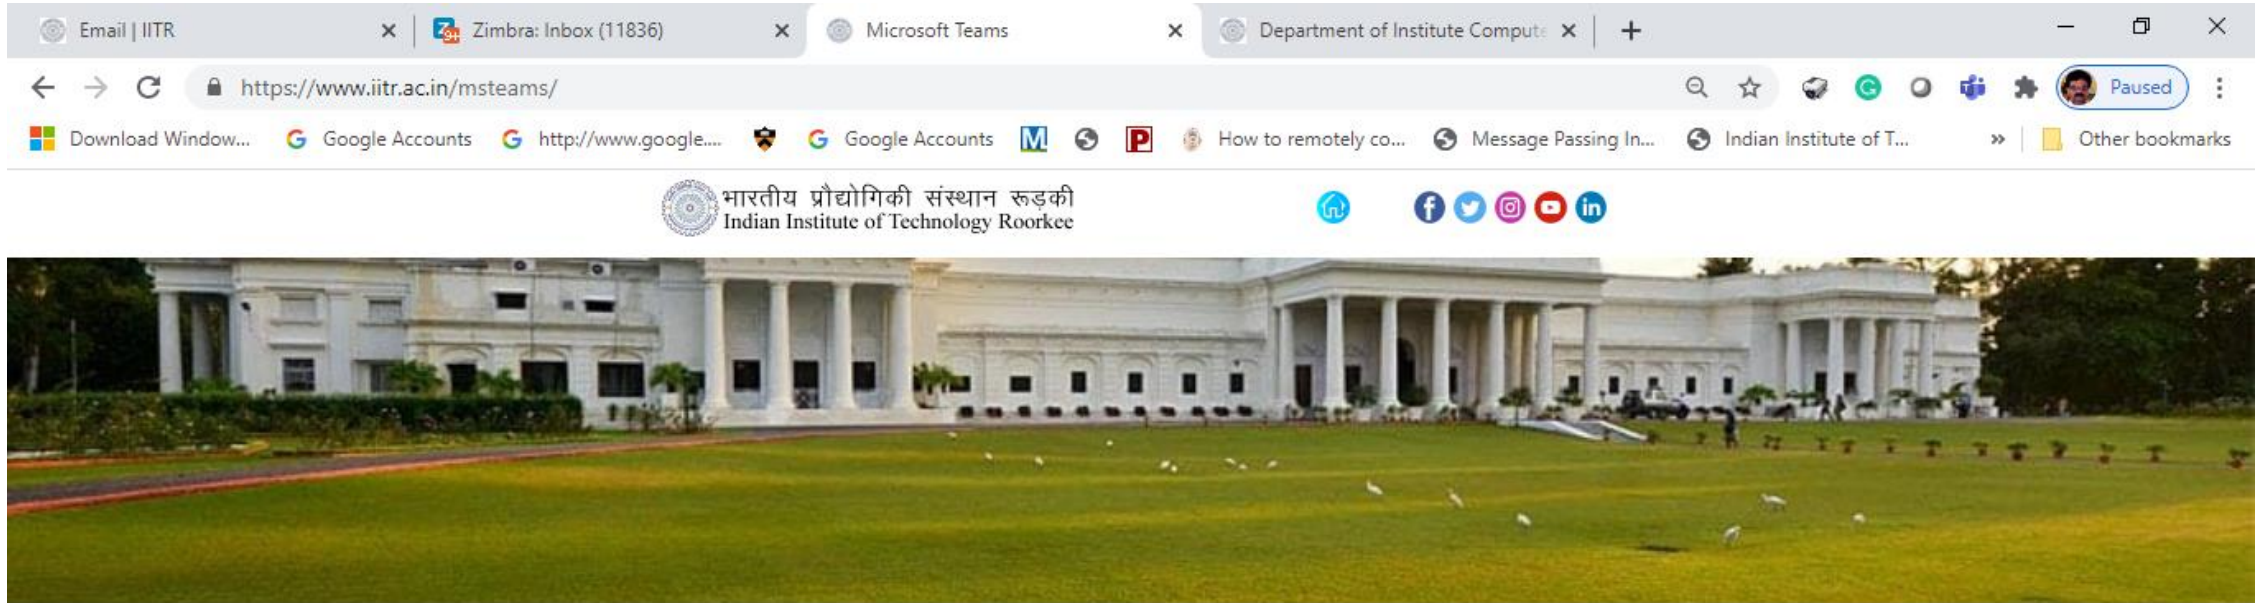 Email | IITR
Zimbra: Inbox (11836)
Microsoft Teams
Department of Institute Compute
https://www.iitr.ac.in/msteams/
Paused
Download Window...
Google Accounts
http://www.google....
Google Accounts
How to remotely co...
Message Passing In...
Indian Institute of T...
Other bookmarks
भारतीय प्रौद्योगिकी संस्थान रूड़की
Indian Institute of Technology Roorkee